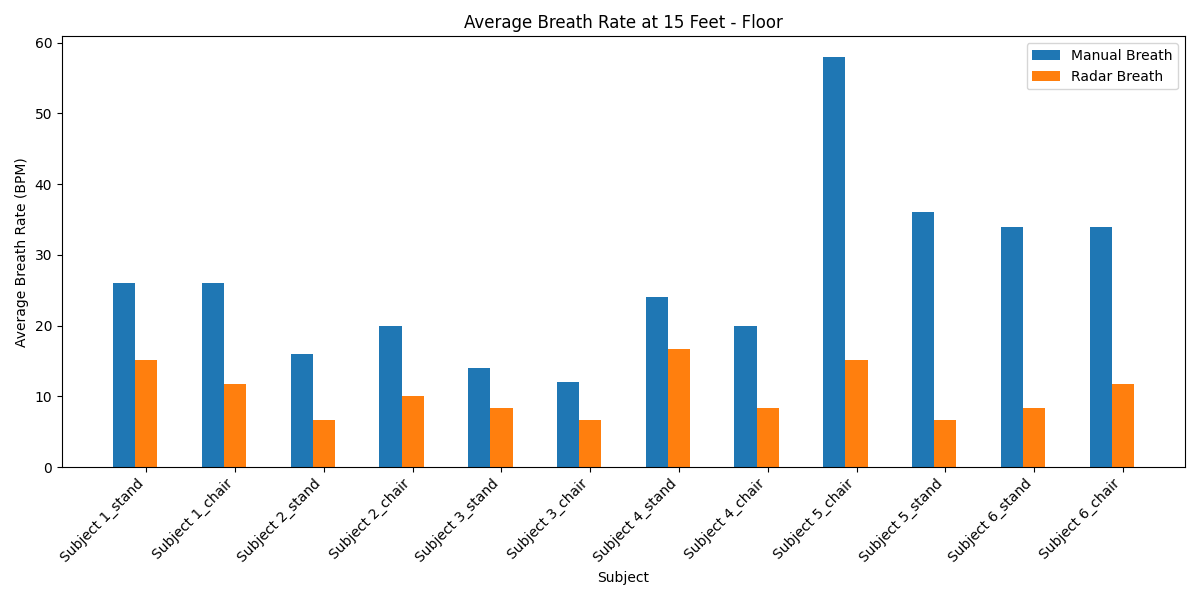 Average Breath Rate at 15 Feet - Floor
Manual Breath
Radar Breath
Average Breath Rate (BPM)
60
50
40
30
20
10
0
Subject 1_stand
Subject 1_chair
Subject 2_stand
Subject 2_chair
Subject 3_stand
Subject 3_chair
Subject 4_stand
Subject 4_chair
Subject 5_chair
Subject 5_stand
Subject 6_stand
Subject 6_chair
Subject